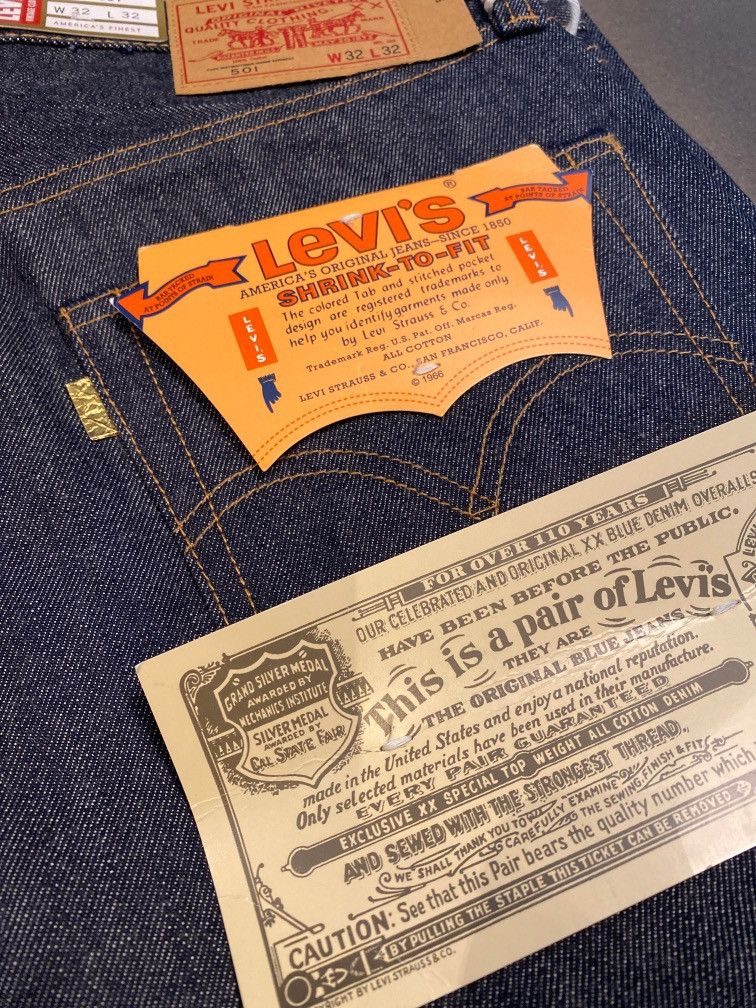 W 32 L 32
AMERICA'S FINEST
LEVI STRAUSS
ORIGINAL RIVETED
QUALITY CLOTHING
TRADE MARK
W32 L32
501
LEVI'S®
AMERICA'S ORIGINAL JEANS—SINCE 1850
SHRINK-TO-FIT
BAR TACKED
AT POINTS OF STRAIN
BAR TACKED
AT POINTS OF STRAIN
The colored Tab and stitched pocket
design are registered trademarks to
help you identify garments made only
by Levi Strauss & Co.
LEVI'S
LEVI'S
Trademark Reg. U.S. Pat. Off. Marcas Reg.
ALL COTTON
LEVI STRAUSS & CO. SAN FRANCISCO, CALIF.
© 1966
FOR OVER 110 YEARS
OUR CELEBRATED AND ORIGINAL XX BLUE DENIM OVERALLS
HAVE BEEN BEFORE THE PUBLIC.
This is a pair of Levi's
THEY ARE
THE ORIGINAL BLUE JEANS
GRAND SILVER MEDAL
AWARDED BY
MECHANICS INSTITUTE
SILVER MEDAL
AWARDED BY
CAL STATE FAIR
made in the United States and enjoy a national reputation.
Only selected materials have been used in their manufacture.
EVERY PAIR GUARANTEED
EXCLUSIVE XX SPECIAL TOP WEIGHT ALL COTTON DENIM
AND SEWED WITH THE STRONGEST THREAD.
WE SHALL THANK YOU TO CAREFULLY EXAMINE THE SEWING FINISH & FIT
CAUTION: See that this Pair bears the quality number which
BY PULLING THE STAPLE THIS TICKET CAN BE REMOVED
BY LEVI STRAUSS & CO.